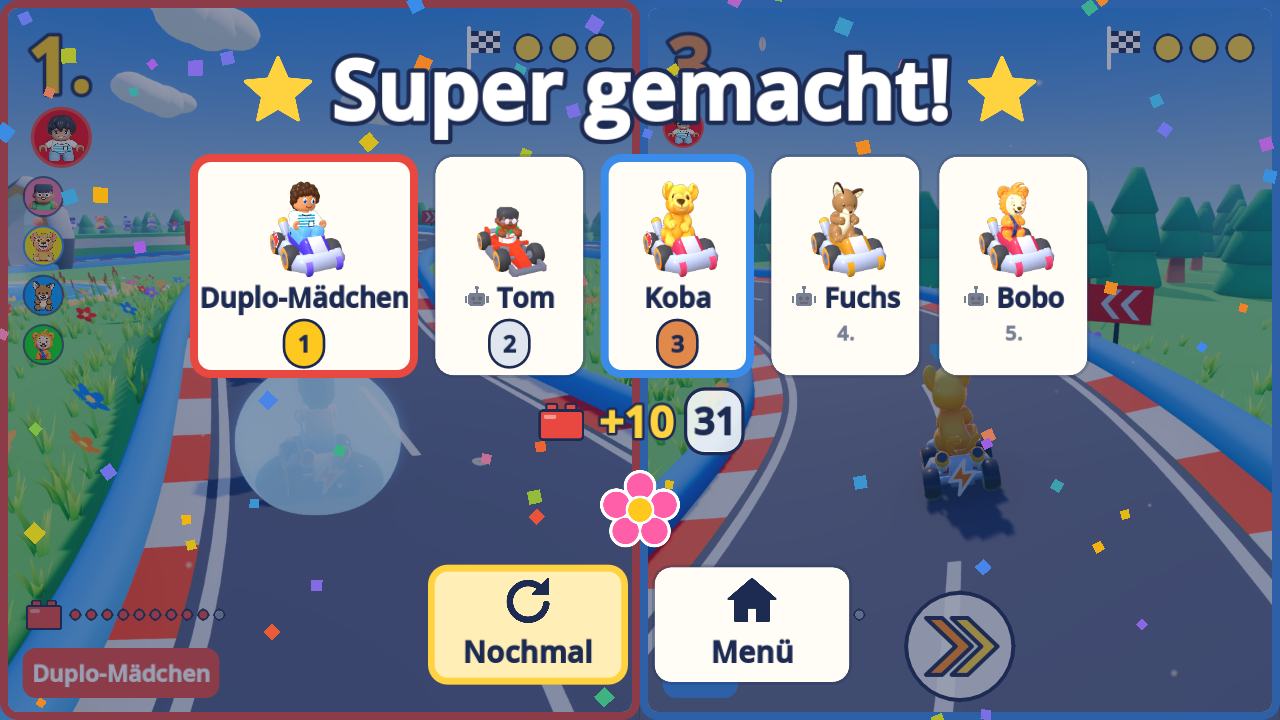 1.
3
Super gemacht!
Duplo-Mädchen
1
Tom
2
Koba
3
Fuchs
4.
Bobo
5.
+10 31
Nochmal
Menü
Duplo-Mädchen